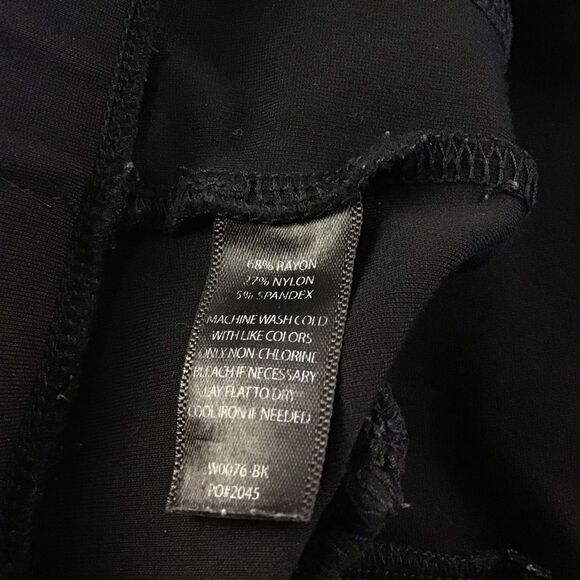 68% RAYON
27% NYLON
5% SPANDEX
MACHINE WASH COLD
WITH LIKE COLORS
ONLY NON-CHLORINE
BLEACH IF NECESSARY
LAY FLAT TO DRY
COOL IRON IF NEEDED
W0076-BK
PO#2045